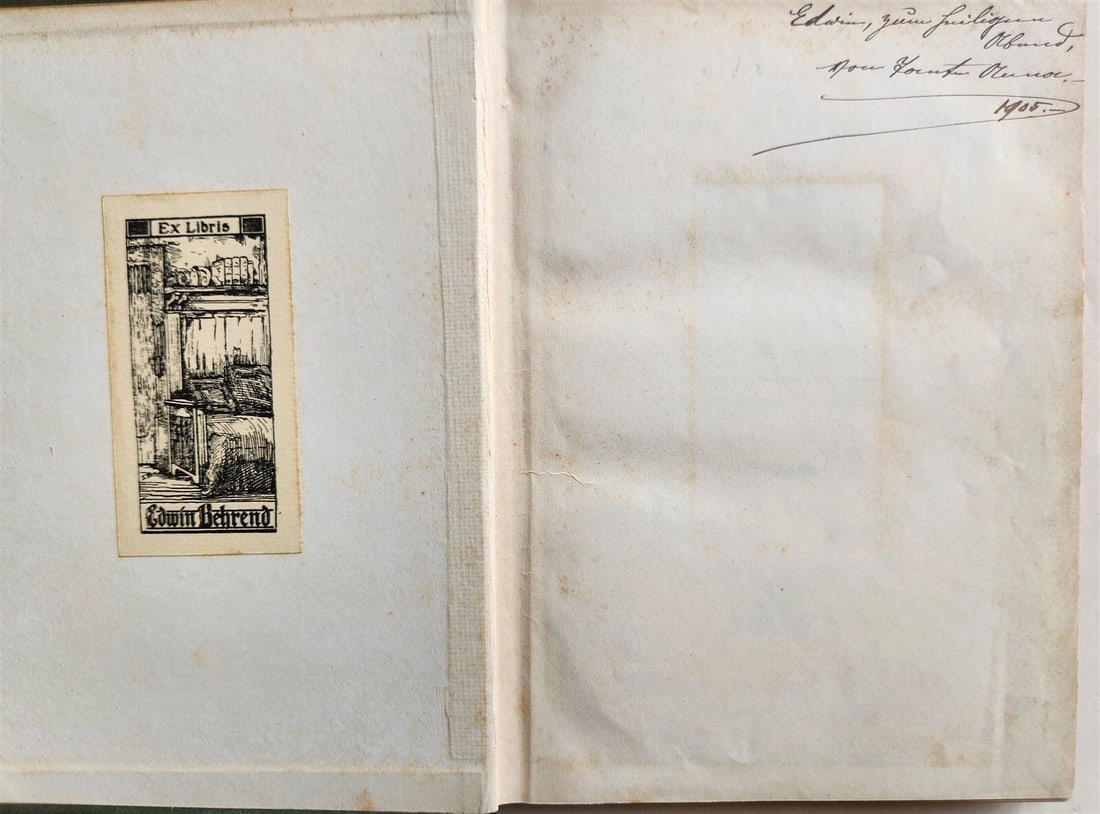 Ex Libris
Edwin Behrend
Edwin, zum heiligen
Abend,
von Tante Anna.–
1905.–